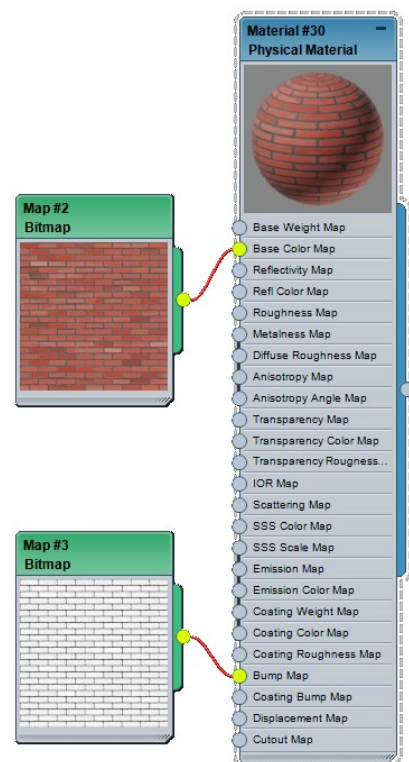 Material #30
Physical Material
Map #2
Bitmap
Base Weight Map
Base Color Map
Reflectivity Map
Refl Color Map
Roughness Map
Metalness Map
Diffuse Roughness Map
Anisotropy Map
Anisotropy Angle Map
Transparency Map
Transparency Color Map
Transparency Rougness...
IOR Map
Scattering Map
SSS Color Map
SSS Scale Map
Map #3
Bitmap
Emission Map
Emission Color Map
Coating Weight Map
Coating Color Map
Coating Roughness Map
Bump Map
Coating Bump Map
Displacement Map
Cutout Map